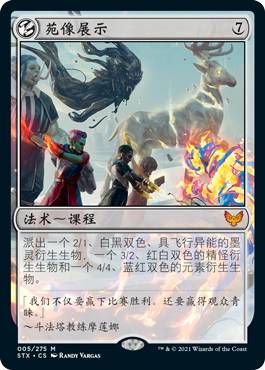 苑像展示 7
法术～课程
派出一个 2/1、白黑双色、具飞行异能的墨
灵衍生生物，一个 3/2、红白双色的精怪衍
生生物和一个 4/4、蓝红双色的元素衍生生
物。
「我们不仅要赢下比赛胜利，还要赢得观众青
睐。」
～斗法塔教练摩莲娜
005/275 M
STX • CS RANDY VARGAS
™ & © 2021 Wizards of the Coast